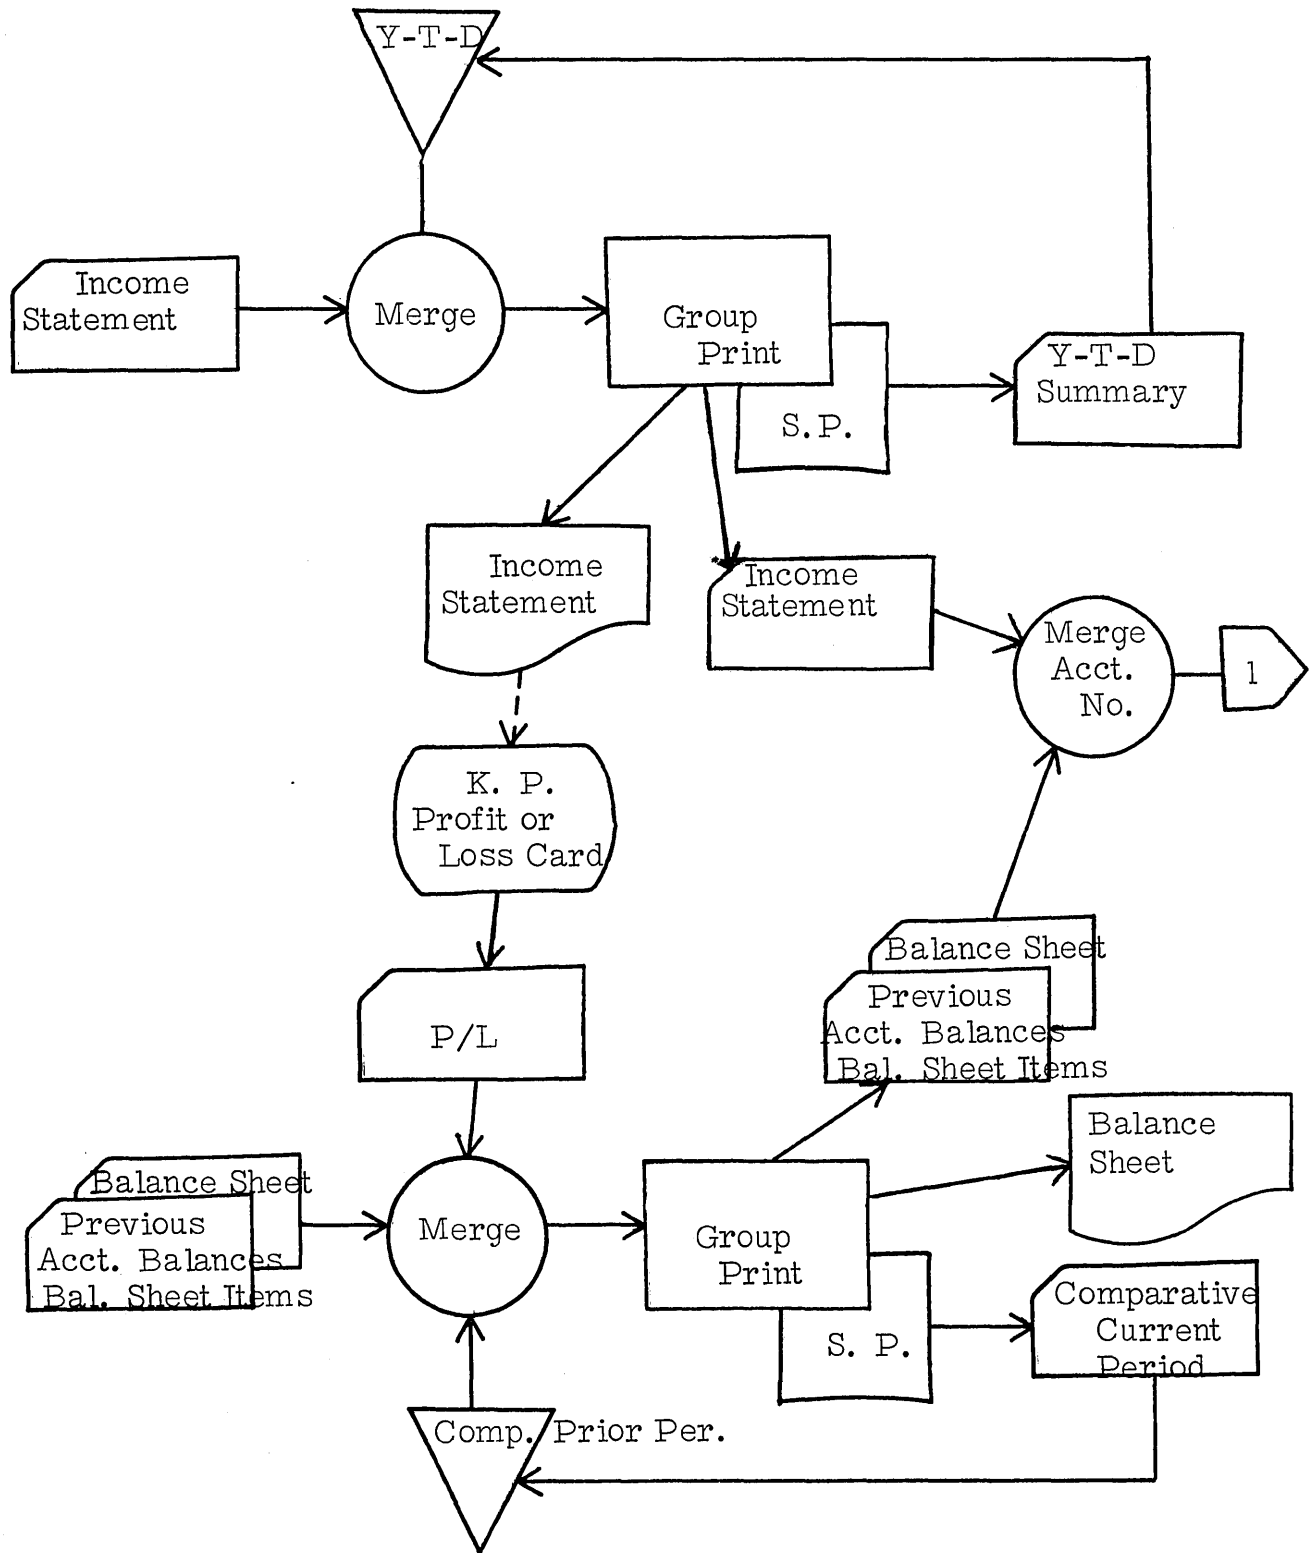 Y-T-D
Income
Statement
Merge
Group
Print
S.P.
Y-T-D
Summary
Income
Statement
Income
Statement
Merge
Acct.
No.
1
K. P.
Profit or
Loss Card
P/L
Balance Sheet
Previous
Acct. Balances
Bal. Sheet Items
Balance Sheet
Previous
Acct. Balances
Bal. Sheet Items
Merge
Group
Print
S. P.
Balance
Sheet
Comparative
Current
Period
Comp. Prior Per.